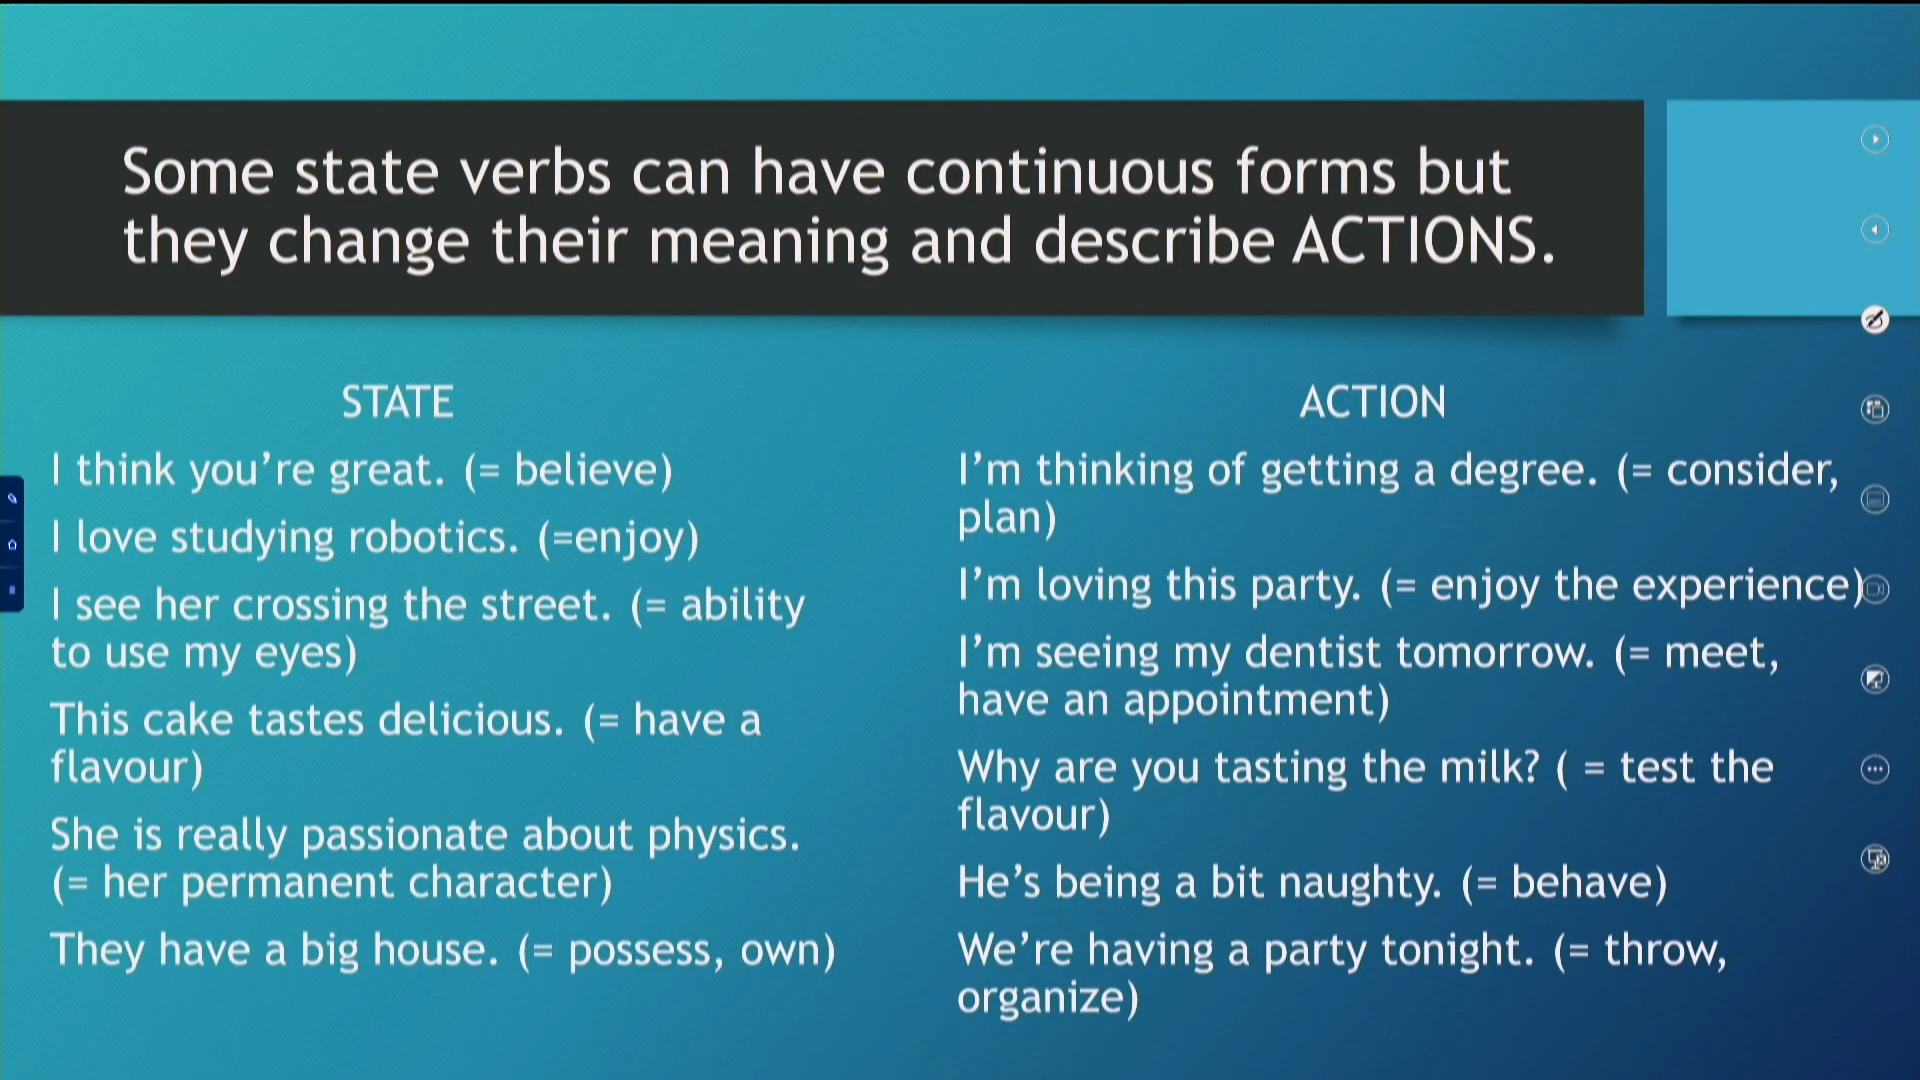 Some state verbs can have continuous forms but
they change their meaning and describe ACTIONS.
STATE
I think you’re great. (= believe)
I love studying robotics. (=enjoy)
I see her crossing the street. (= ability
to use my eyes)
This cake tastes delicious. (= have a
flavour)
She is really passionate about physics.
(= her permanent character)
They have a big house. (= possess, own)
ACTION
I’m thinking of getting a degree. (= consider,
plan)
I’m loving this party. (= enjoy the experience)
I’m seeing my dentist tomorrow. (= meet,
have an appointment)
Why are you tasting the milk? ( = test the
flavour)
He’s being a bit naughty. (= behave)
We’re having a party tonight. (= throw,
organize)